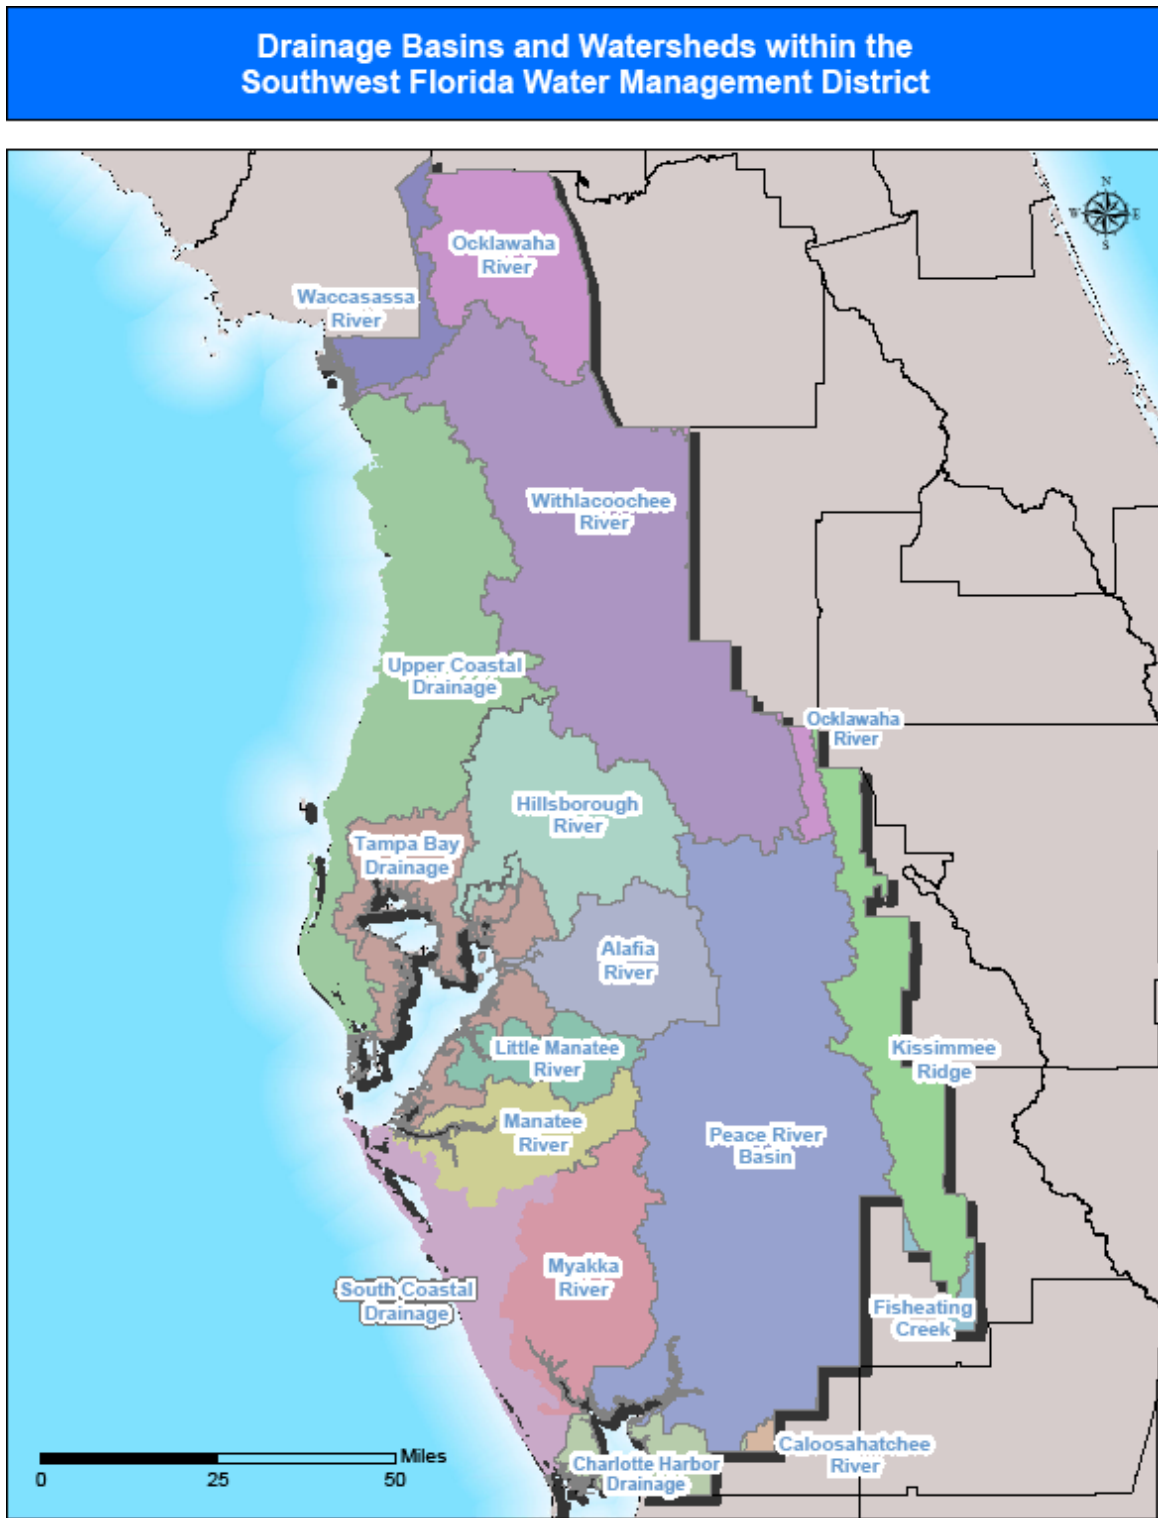 Drainage Basins and Watersheds within the
Southwest Florida Water Management District
N
W
E
S
Ocklawaha
River
Waccasassa
River
Withlacoochee
River
Upper Coastal
Drainage
Ocklawaha
River
Hillsborough
River
Tampa Bay
Drainage
Alafia
River
Little Manatee
River
Kissimmee
Ridge
Manatee
River
Peace River
Basin
Myakka
River
South Coastal
Drainage
Fisheating
Creek
Caloosahatchee
River
Charlotte Harbor
Drainage
Miles
0
25
50